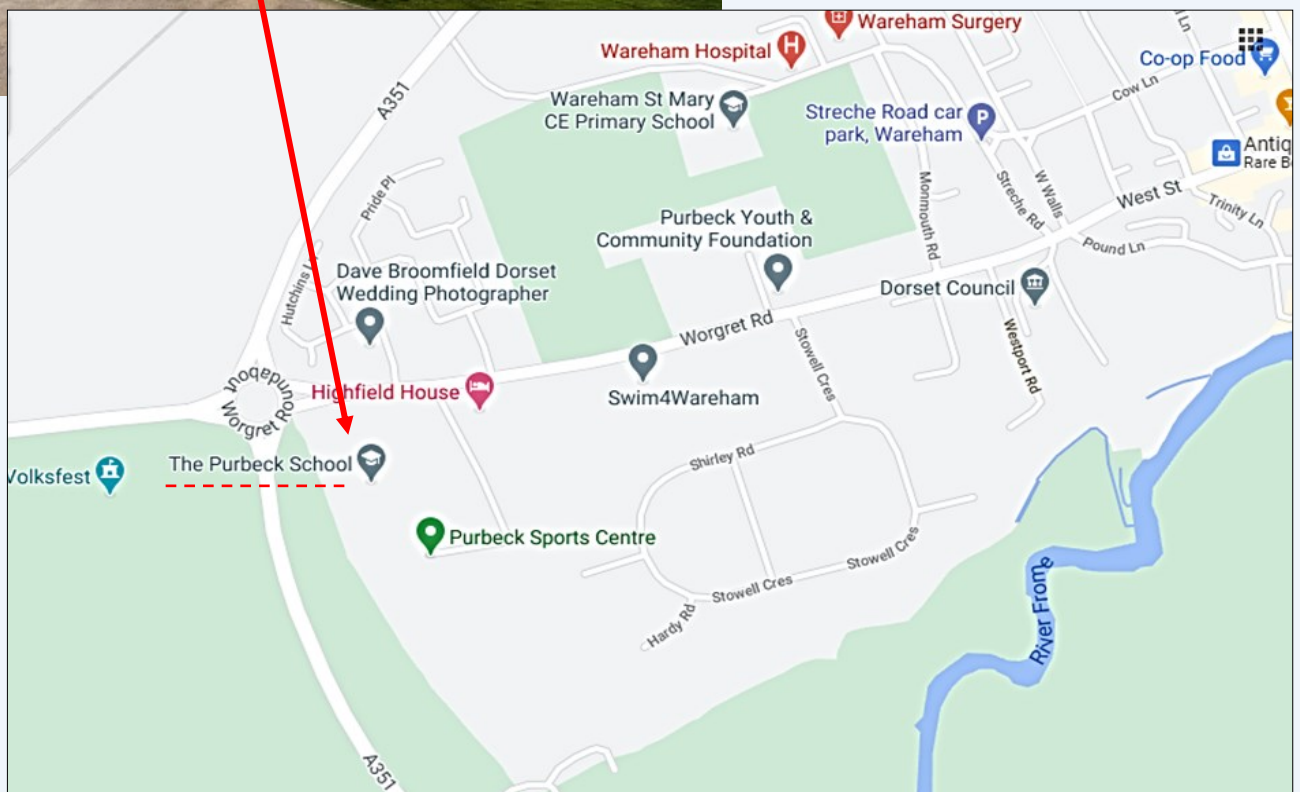 Wareham Surgery
Wareham Hospital
H
Co-op Food
A351
Wareham St Mary
CE Primary School
Cow Ln
Streche Road car
park, Wareham
P
Antiq
Rare B
Pride Pl
Monmouth Rd
Streche Rd
W Walls
West St
Trinity Ln
Purbeck Youth &
Community Foundation
Pound Ln
Hutchins L
Dave Broomfield Dorset
Wedding Photographer
Dorset Council
Worgret Rd
Stowell Cres
Westport Rd
Worgret Roundabout
Highfield House
Swim4Wareham
The Purbeck School
Volksfest
Shirley Rd
Purbeck Sports Centre
Stowell Cres
Stowell Cres
Hardy Rd
River Frome
A351